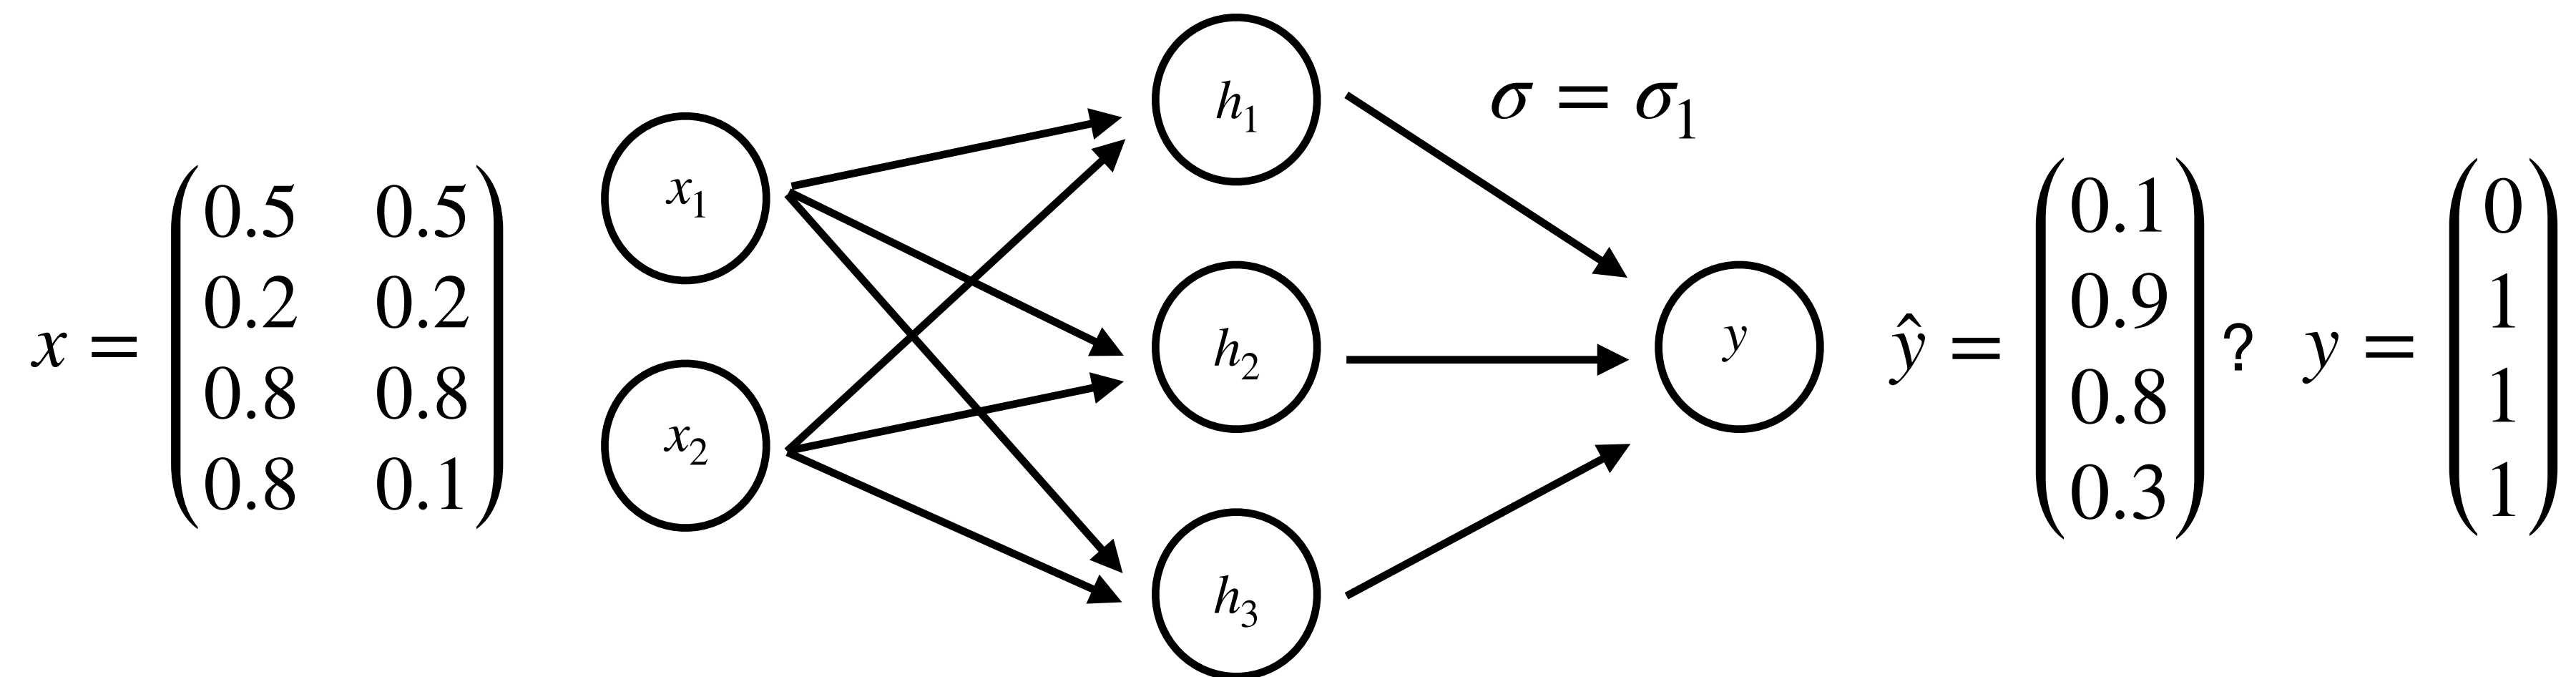 x = (0.5 0.5
0.2 0.2
0.8 0.8
0.8 0.1)
x₁
x₂
h₁
h₂
h₃
σ = σ₁
y
ŷ = (0.1
0.9
0.8
0.3) ?
y = (0
1
1
1)